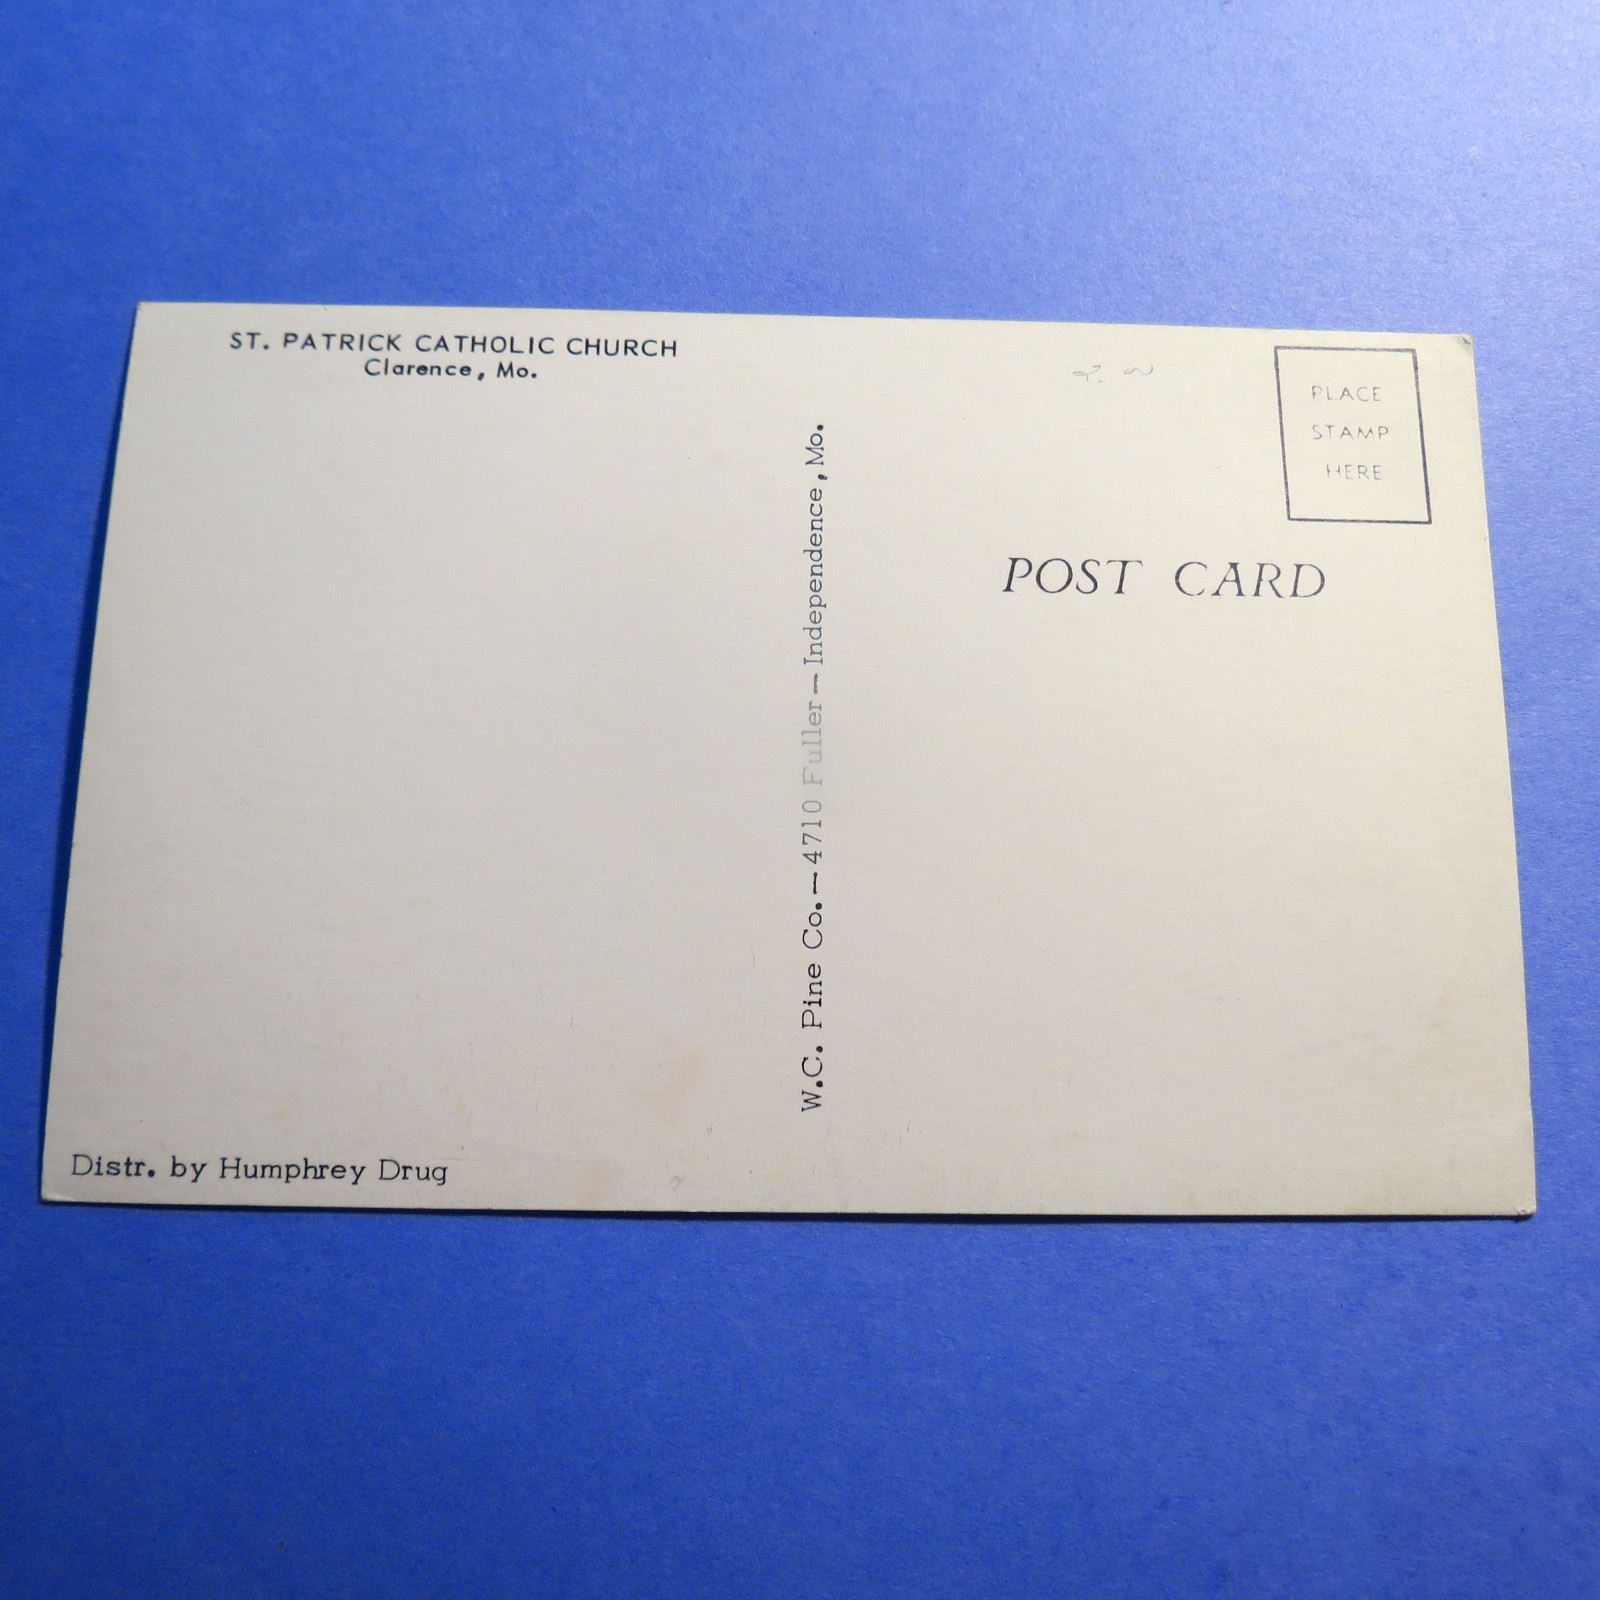 ST. PATRICK CATHOLIC CHURCH
Clarence, Mo.
Distr. by Humphrey Drug
W.C. Pine Co. — 4710 Fuller — Independence, Mo.
PLACE
STAMP
HERE
POST CARD